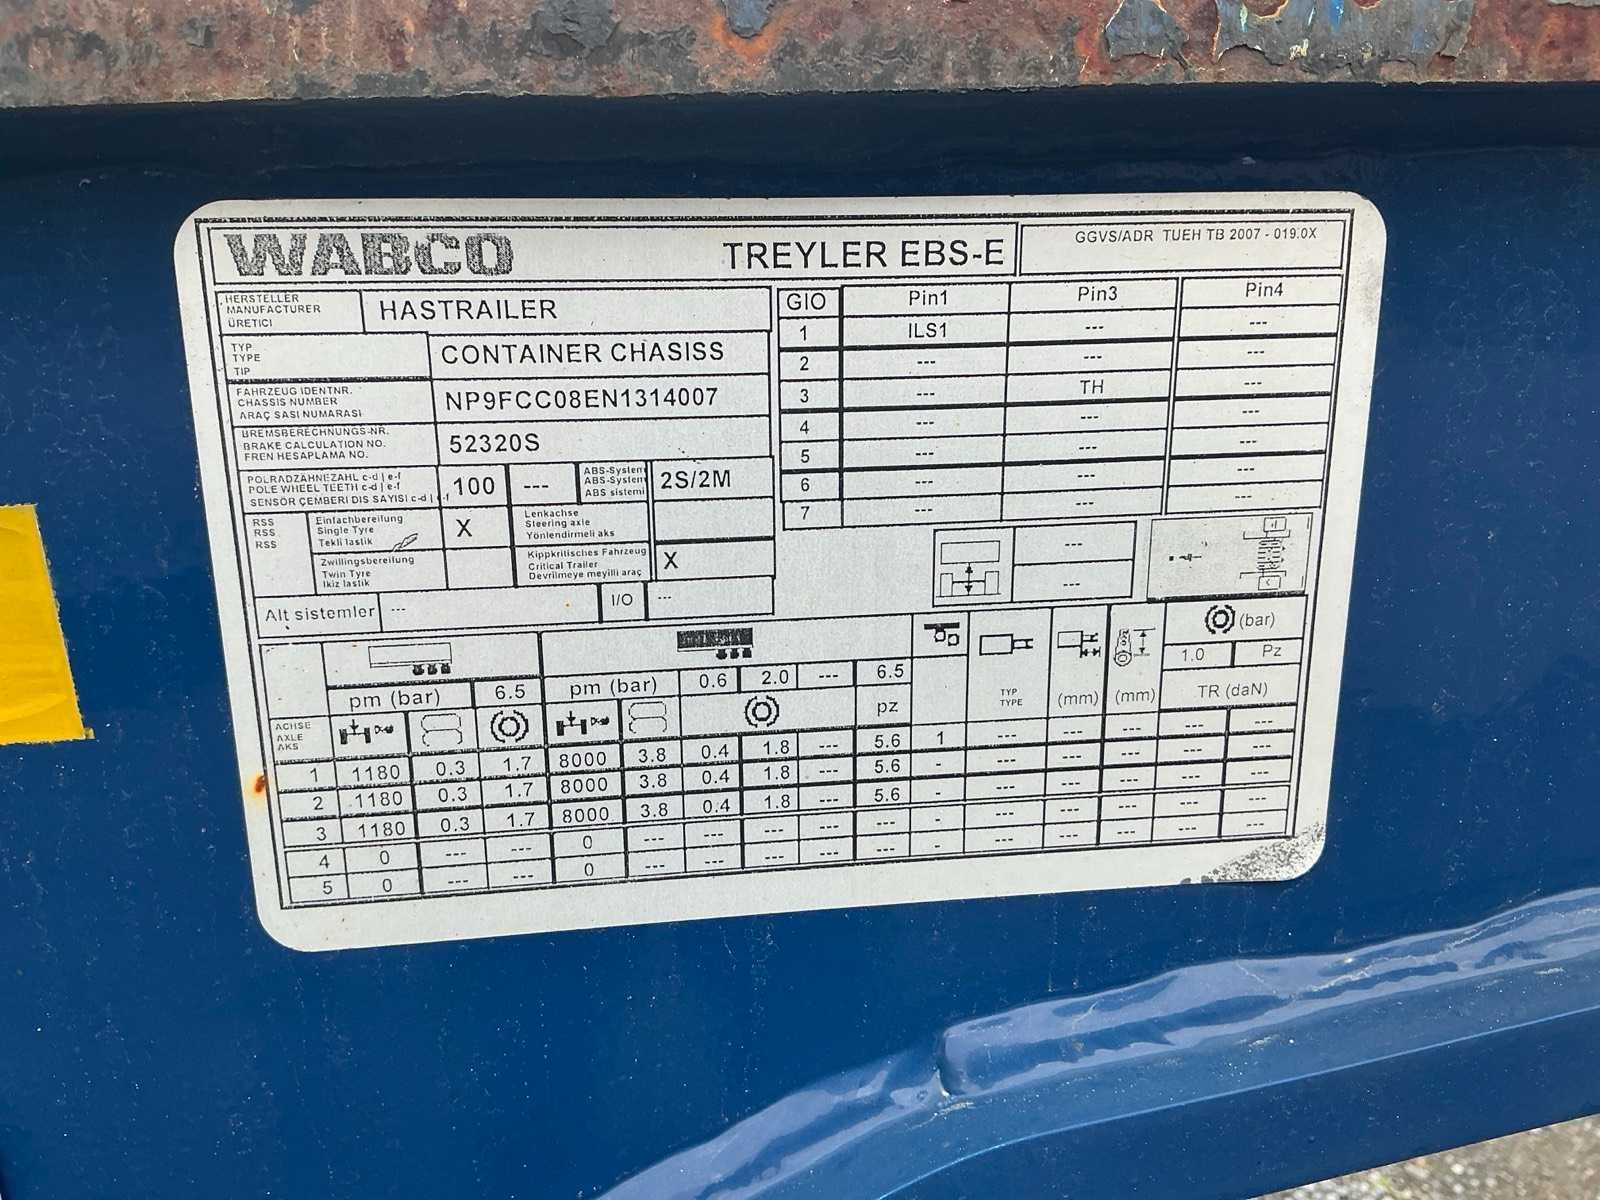 WABCO TREYLER EBS-E GGVS/ADR TUEH TB 2007 - 019.0X
HERSTELLER
MANUFACTURER
ÜRETICI
HASTRAILER
TYP
TYPE
TIP
CONTAINER CHASISS
FAHRZEUG IDENTNR.
CHASSIS NUMBER
ARAÇ SASI NUMARASI
NP9FCC08EN1314007
BREMSBERECHNUNGS-NR.
BRAKE CALCULATION NO.
FREN HESAPLAMA NO.
52320S
POLRADZÄHNEZAHL c-d | e-f
POLE WHEEL TEETH c-d | e-f
SENSÖR ÇEMBERI DIS SAYISI c-d | e-f
100 ---
ABS-System
ABS-System
ABS sistemi
2S/2M
RSS
RSS
RSS
Einfachbereifung
Single Tyre
Tekli lastik
X
Lenkachse
Steering axle
Yönlendirmeli aks
Zwillingsbereifung
Twin Tyre
Ikiz lastik
Kippkritisches Fahrzeug
Critical Trailer
Devrilmeye meyilli araç
X
Alt sistemler --- I/O ---
GIO Pin1 Pin3 Pin4
1 ILS1 --- ---
2 --- --- ---
3 --- TH ---
4 --- --- ---
5 --- --- ---
6 --- --- ---
7 --- --- ---
---
---
pm (bar) 6.5 pm (bar) 0.6 2.0 --- 6.5
pz
TYP
TYPE
(mm) (mm)
(bar)
1.0 Pz
TR (daN)
ACHSE
AXLE
AKS
1 1180 0.3 1.7 8000 3.8 0.4 1.8 --- 5.6 1 --- --- --- --- ---
2 1180 0.3 1.7 8000 3.8 0.4 1.8 --- 5.6 - --- --- --- --- ---
3 1180 0.3 1.7 8000 3.8 0.4 1.8 --- 5.6 - --- --- --- --- ---
4 0 --- --- 0 --- --- --- --- --- - --- --- --- --- ---
5 0 --- --- 0 --- --- --- --- --- - --- --- --- --- ---